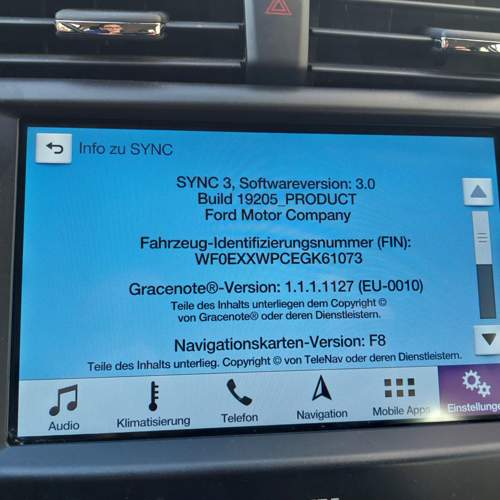 Info zu SYNC
SYNC 3, Softwareversion: 3.0
Build 19205_PRODUCT
Ford Motor Company
Fahrzeug-Identifizierungsnummer (FIN):
WF0EXXWPCEGK61073
Gracenote®-Version: 1.1.1.1127 (EU-0010)
Teile des Inhalts unterliegen dem Copyright ©
von Gracenote® oder deren Dienstleistern.
Navigationskarten-Version: F8
Teile des Inhalts unterlieg. Copyright © von TeleNav oder deren Dienstleistern.
Audio
Klimatisierung
Telefon
Navigation
Mobile Apps
Einstellunge